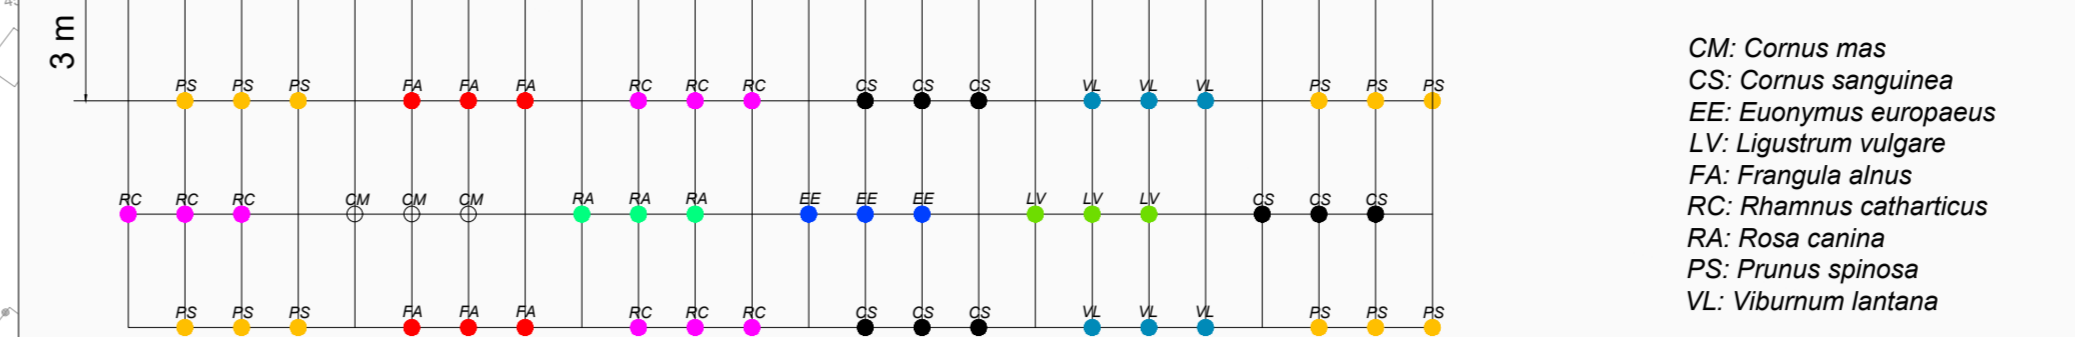 3 m
PS PS PS FA FA FA RC RC RC CS CS CS VL VL VL PS PS PS
RC RC RC CM CM CM RA RA RA EE EE EE LV LV LV CS CS CS
PS PS PS FA FA FA RC RC RC CS CS CS VL VL VL PS PS PS
CM: Cornus mas
CS: Cornus sanguinea
EE: Euonymus europaeus
LV: Ligustrum vulgare
FA: Frangula alnus
RC: Rhamnus catharticus
RA: Rosa canina
PS: Prunus spinosa
VL: Viburnum lantana